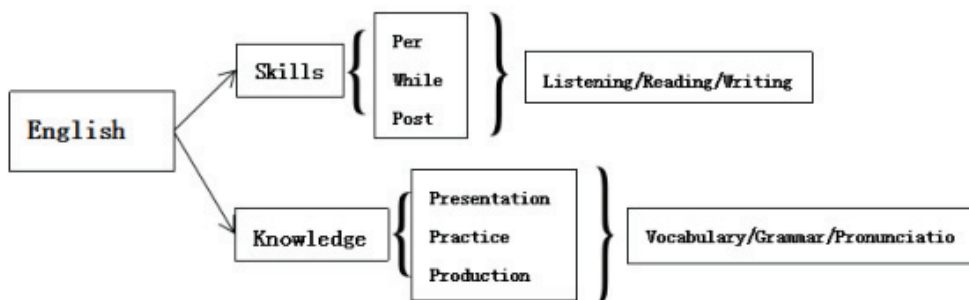 English
Skills
Per
While
Post
Listening/Reading/Writing
Knowledge
Presentation
Practice
Production
Vocabulary/Grammar/Pronunciatio